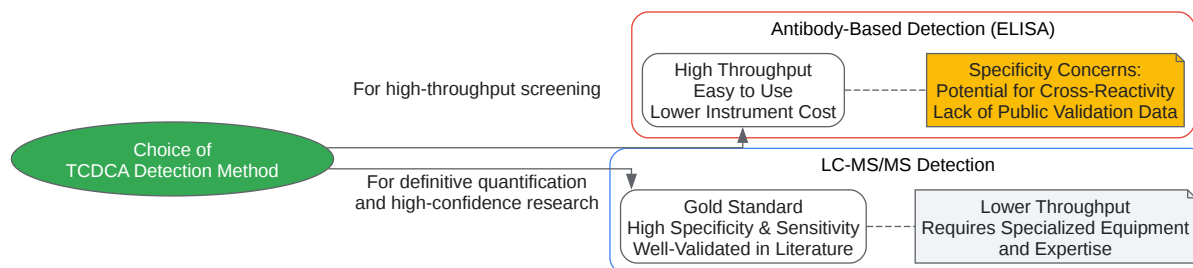 Antibody-Based Detection (ELISA)
High Throughput
Easy to Use
Lower Instrument Cost
Specificity Concerns:
Potential for Cross-Reactivity
Lack of Public Validation Data
For high-throughput screening
Choice of
TCDCA Detection Method
For definitive quantification
and high-confidence research
LC-MS/MS Detection
Gold Standard
High Specificity & Sensitivity
Well-Validated in Literature
Lower Throughput
Requires Specialized Equipment
and Expertise